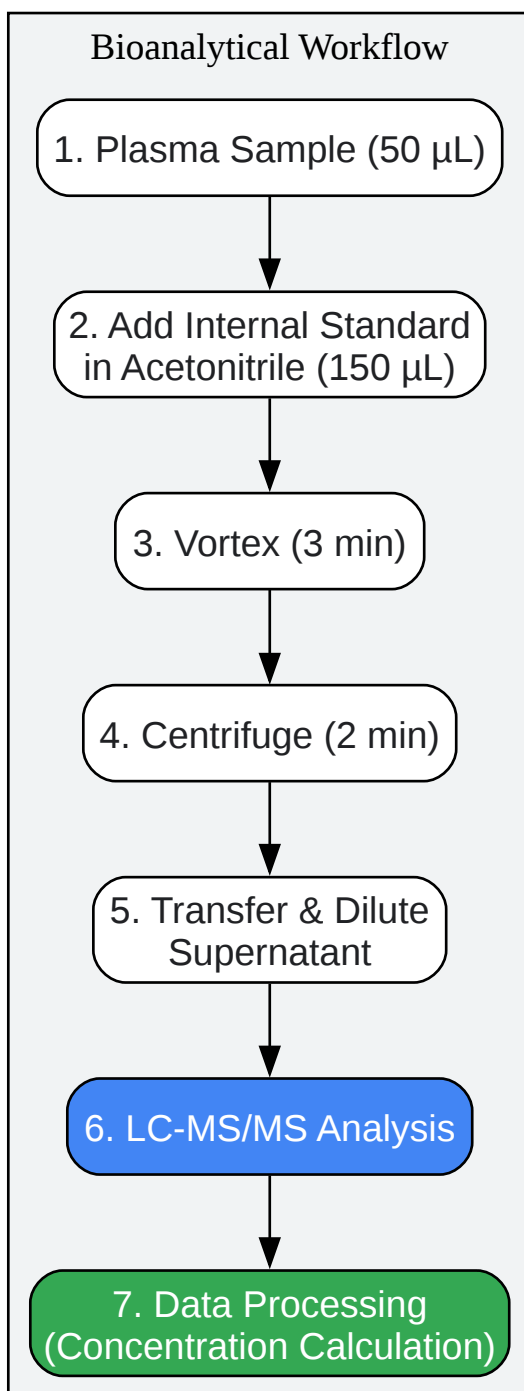 Bioanalytical Workflow
1. Plasma Sample (50 µL)
2. Add Internal Standard
in Acetonitrile (150 µL)
3. Vortex (3 min)
4. Centrifuge (2 min)
5. Transfer & Dilute
Supernatant
6. LC-MS/MS Analysis
7. Data Processing
(Concentration Calculation)